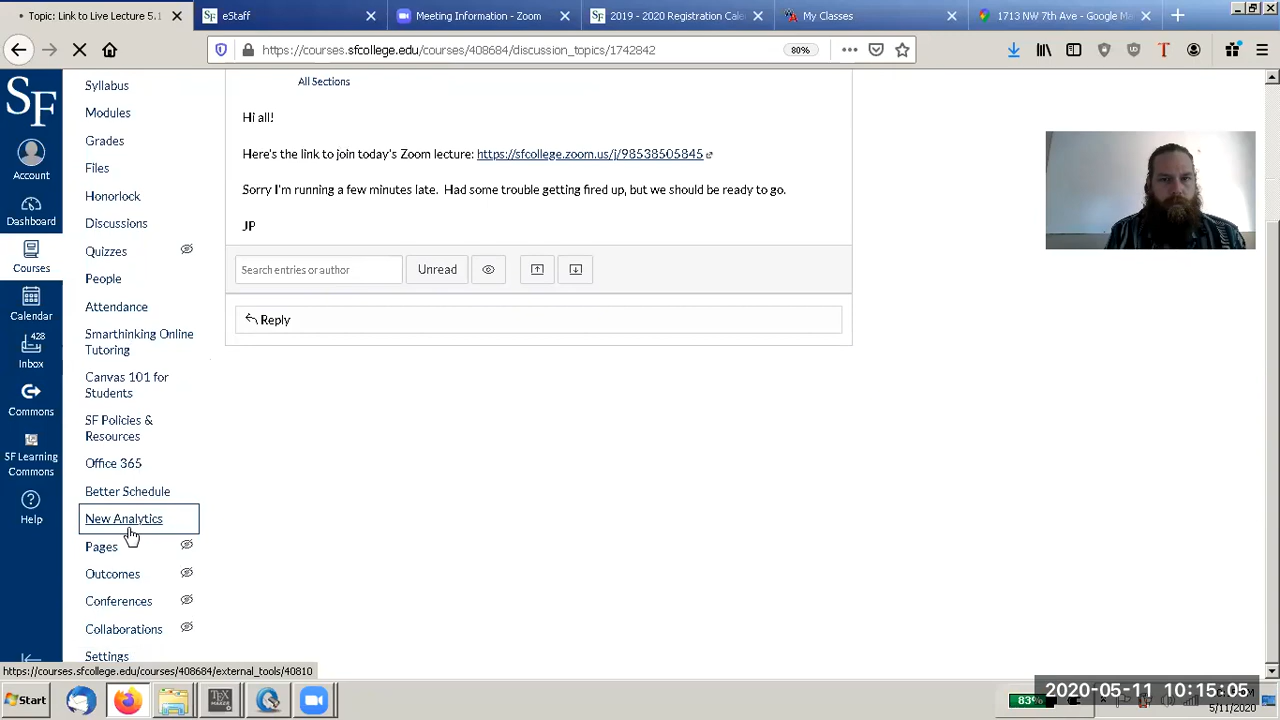 Topic: Link to Live Lecture 5.1
eStaff
Meeting Information - Zoom
2019 - 2020 Registration Cale
My Classes
1713 NW 7th Ave - Google Ma
https://courses.sfcollege.edu/courses/408684/discussion_topics/1742842
80%
SF
Account
Dashboard
Courses
Calendar
428
Inbox
Commons
SF Learning
Commons
Help
Syllabus
Modules
Grades
Files
Honorlock
Discussions
Quizzes
People
Attendance
Smarthinking Online
Tutoring
Canvas 101 for
Students
SF Policies &
Resources
Office 365
Better Schedule
New Analytics
Pages
Outcomes
Conferences
Collaborations
Settings
All Sections
Hi all!
Here's the link to join today's Zoom lecture: https://sfcollege.zoom.us/j/98538505845
Sorry I'm running a few minutes late. Had some trouble getting fired up, but we should be ready to go.
JP
Search entries or author
Unread
Reply
https://courses.sfcollege.edu/courses/408684/external_tools/40810
Start
83%
2020-05-11 10:15:05
5/11/2020